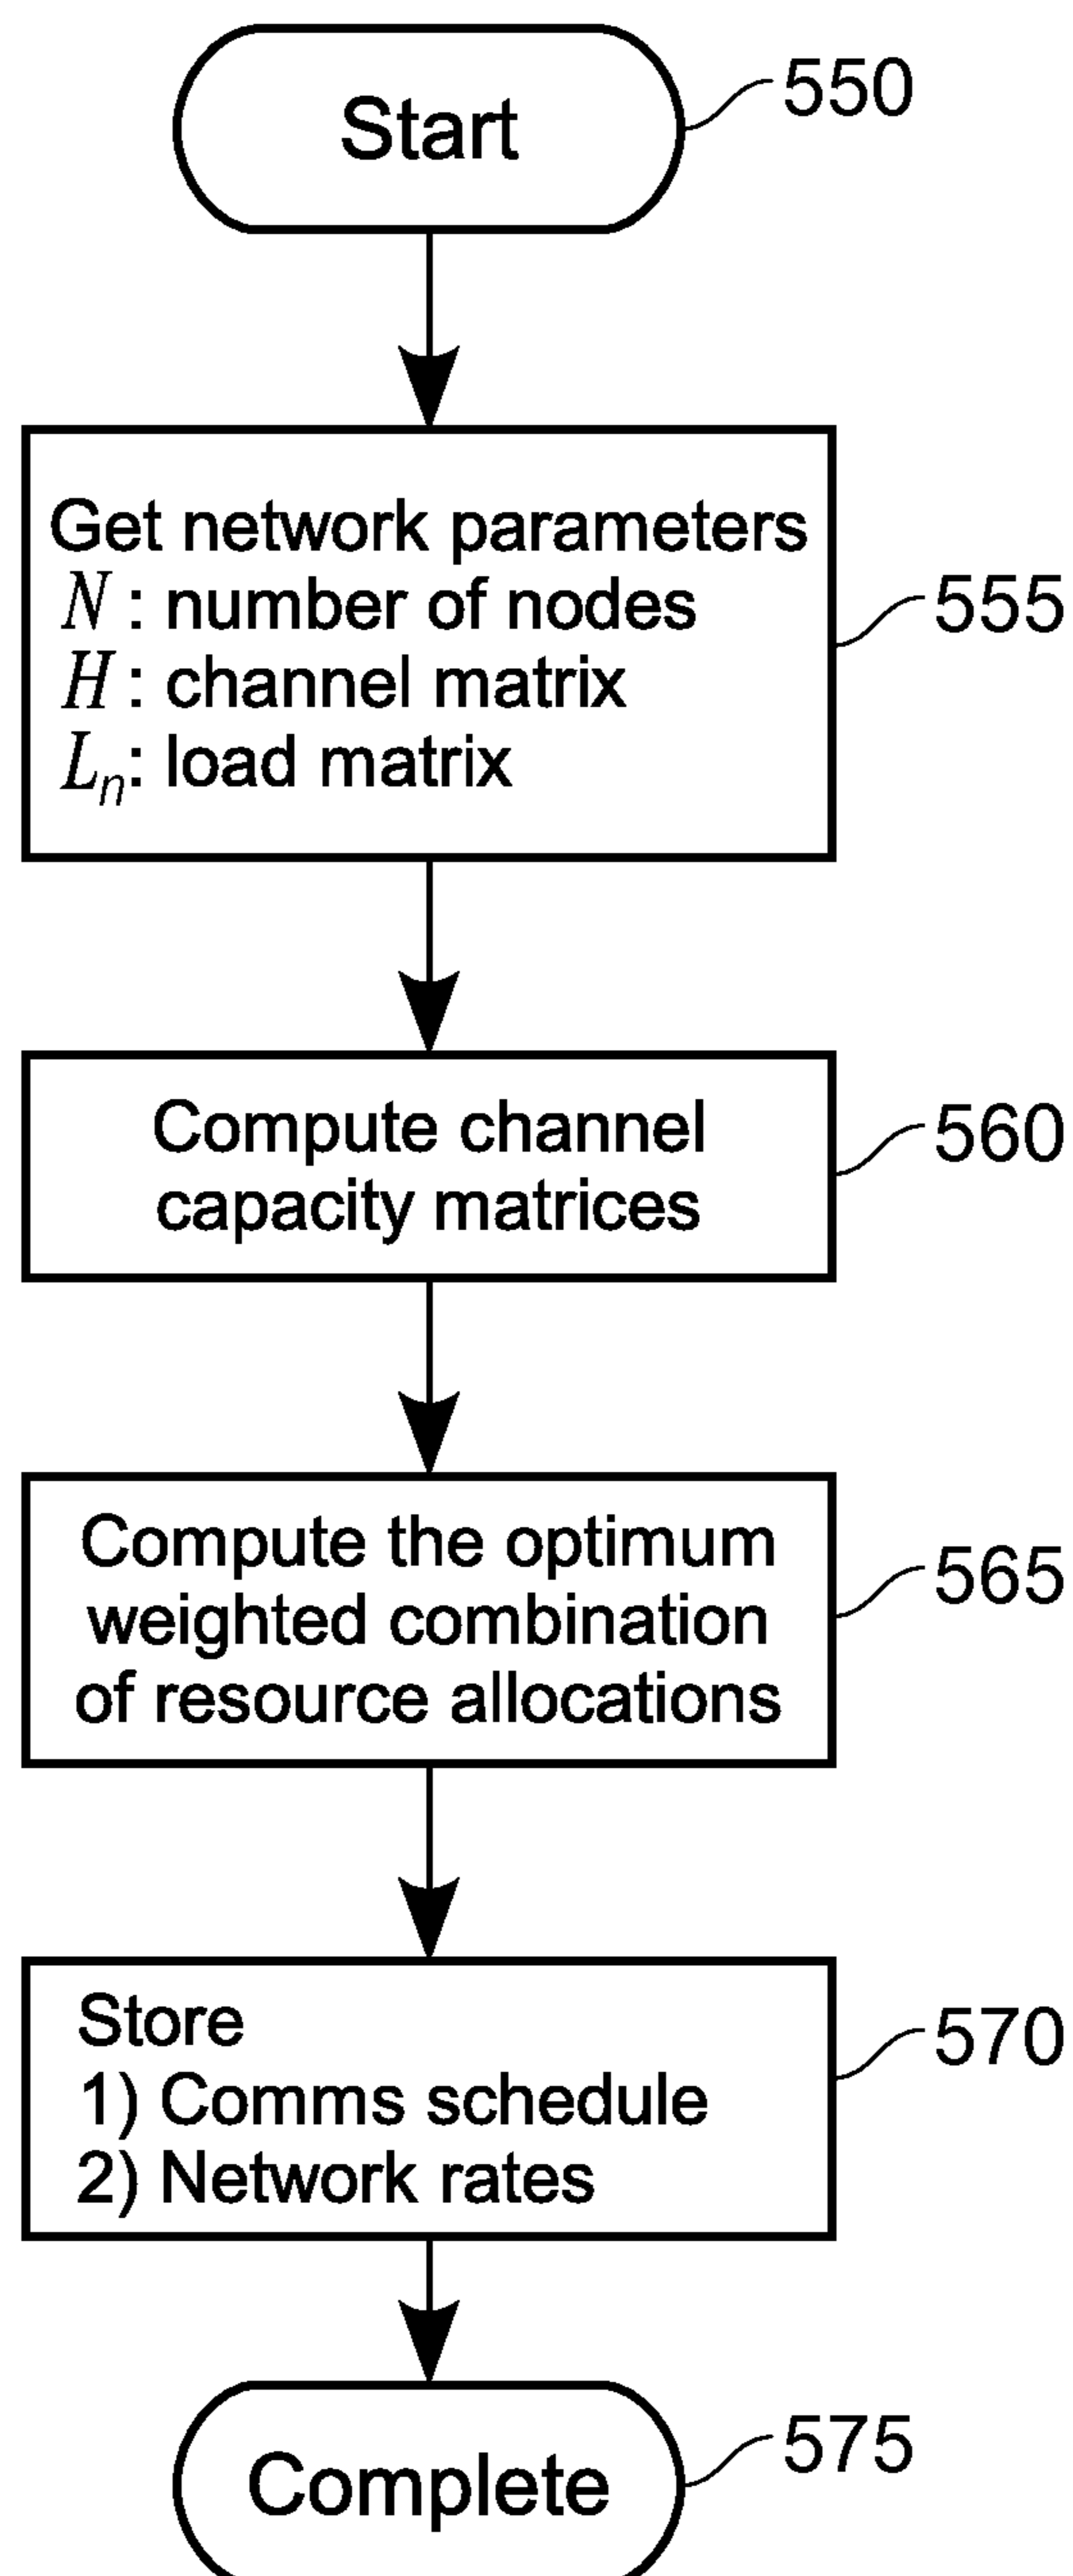 Start
550
Get network parameters
N : number of nodes
H : channel matrix
Lₙ: load matrix
555
Compute channel
capacity matrices
560
Compute the optimum
weighted combination
of resource allocations
565
Store
1) Comms schedule
2) Network rates
570
Complete
575